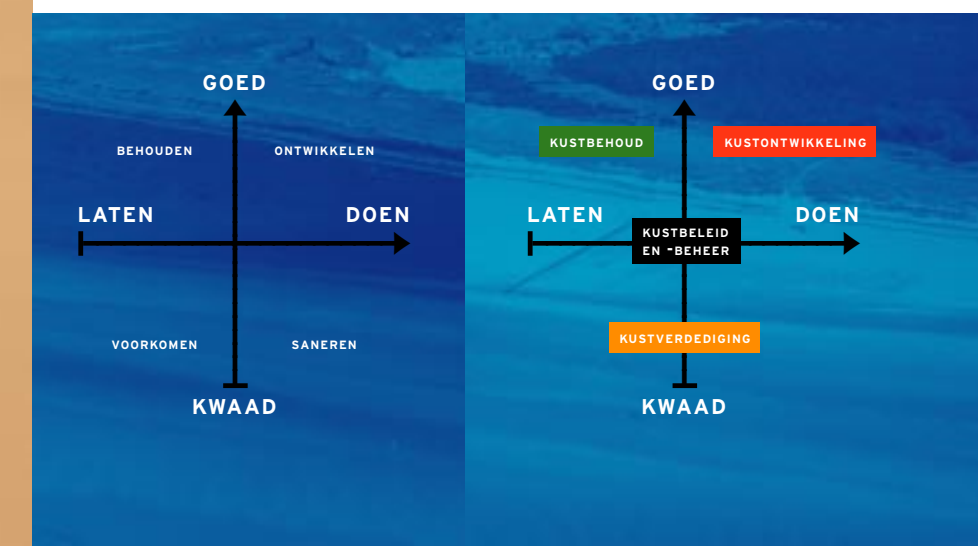 GOED
BEHOUDEN ONTWIKKELEN
LATEN DOEN
VOORKOMEN SANEREN
KWAAD
GOED
KUSTBEHOUD KUSTONTWIKKELING
LATEN DOEN
KUSTBELEID
EN -BEHEER
KUSTVERDEDIGING
KWAAD